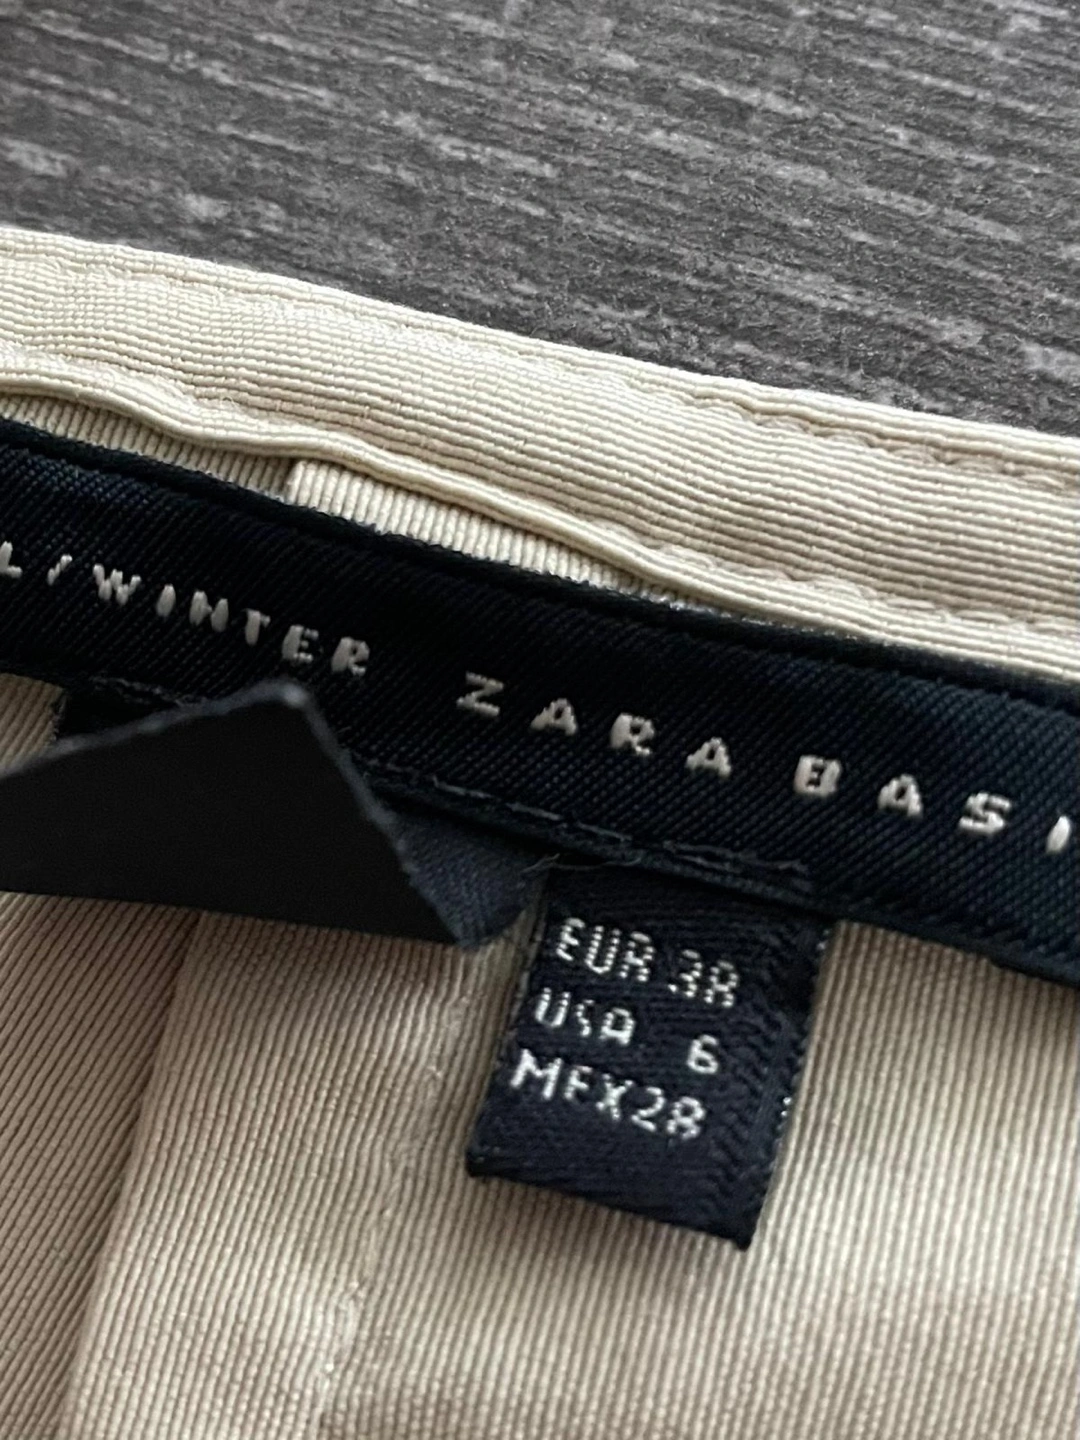 L/WINTER ZARA BASI
EUR 38
USA 6
MEX 28